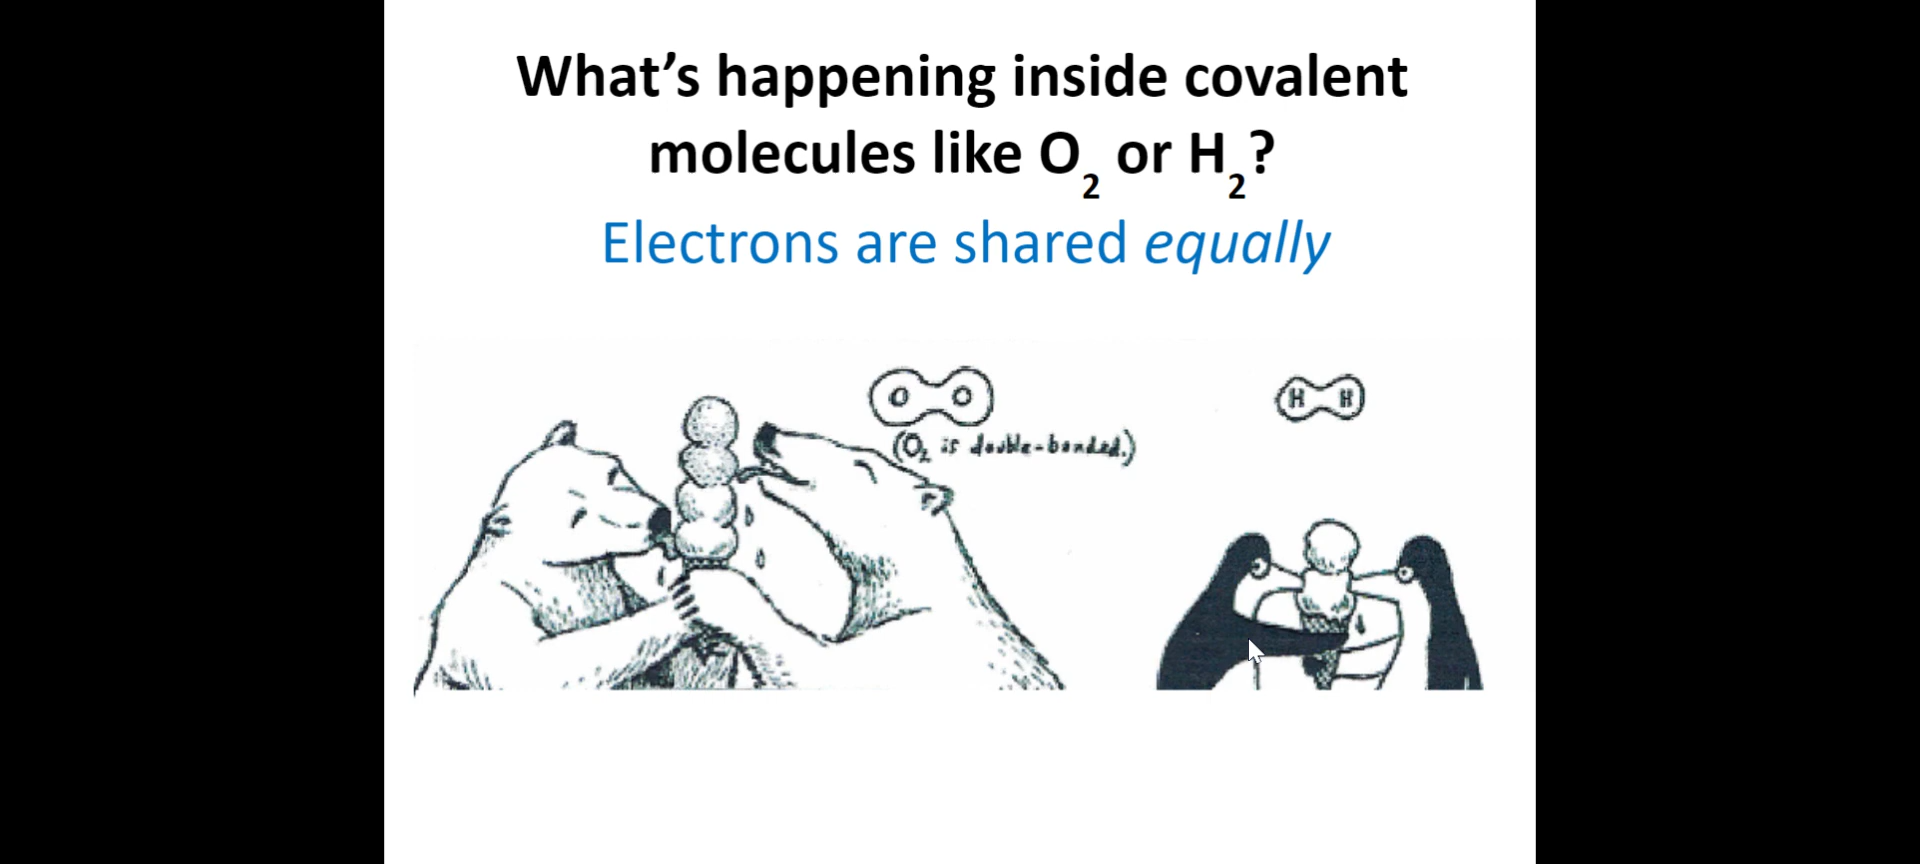 What’s happening inside covalent
molecules like O₂ or H₂?
Electrons are shared equally
O O
H H
(O₂ is double-bonded.)